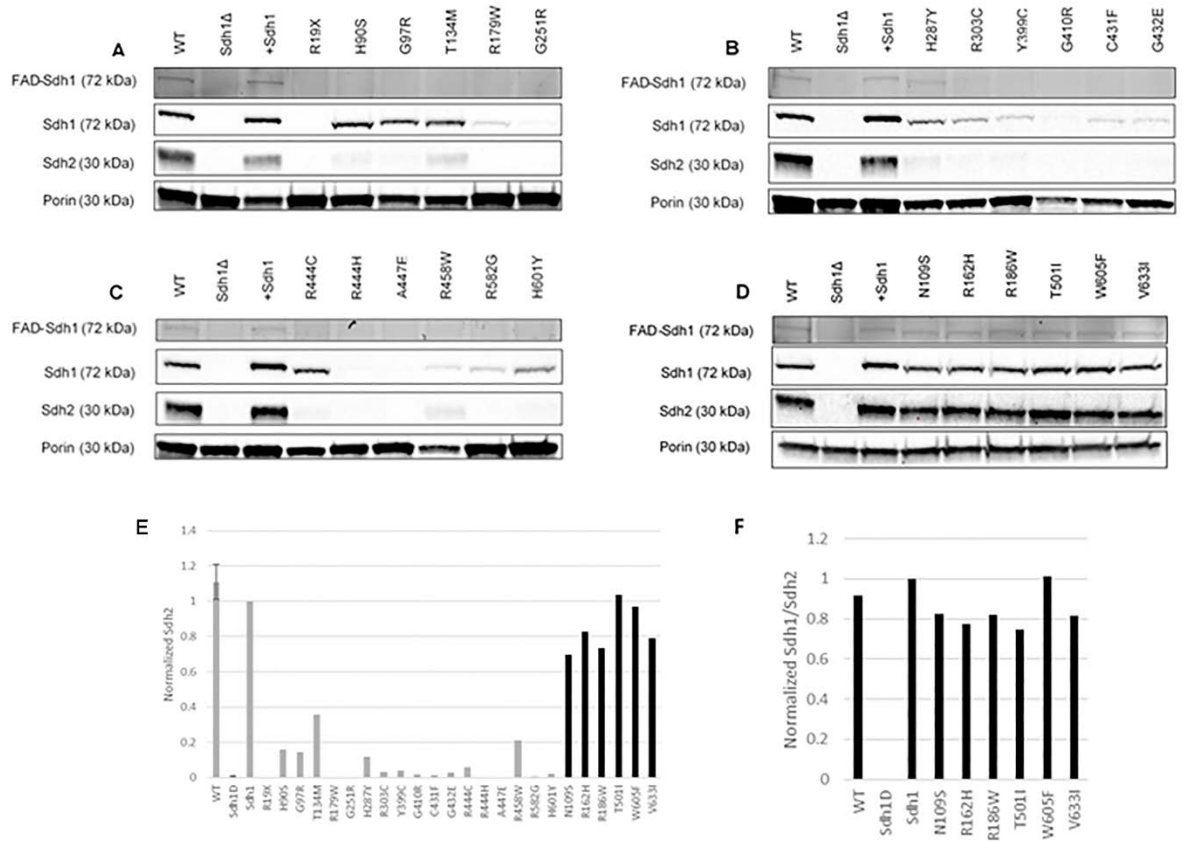 A
WT Sdh1Δ +Sdh1 R19X H90S G97R T134M R179W G251R
FAD-Sdh1 (72 kDa)
Sdh1 (72 kDa)
Sdh2 (30 kDa)
Porin (30 kDa)
B
WT Sdh1Δ +Sdh1 H287Y R303C Y399C G410R C431F G432E
FAD-Sdh1 (72 kDa)
Sdh1 (72 kDa)
Sdh2 (30 kDa)
Porin (30 kDa)
C
WT Sdh1Δ +Sdh1 R444C R444H A447E R458W R582G H601Y
FAD-Sdh1 (72 kDa)
Sdh1 (72 kDa)
Sdh2 (30 kDa)
Porin (30 kDa)
D
WT Sdh1Δ +Sdh1 N109S R162H R186W T501I W605F V633I
FAD-Sdh1 (72 kDa)
Sdh1 (72 kDa)
Sdh2 (30 kDa)
Porin (30 kDa)
E
Normalized Sdh2
1.4
1.2
1
0.8
0.6
0.4
0.2
0
WT Sdh1D Sdh1 R19X H90S G97R T134M R179W G251R H287Y R303C Y399C G410R C431F G432E R444C R444H A447E R458W R582G H601Y N109S R162H R186W T501I W605F V633I
F
Normalized Sdh1/Sdh2
1.2
1
0.8
0.6
0.4
0.2
0
WT Sdh1D Sdh1 N109S R162H R186W T501I W605F V633I